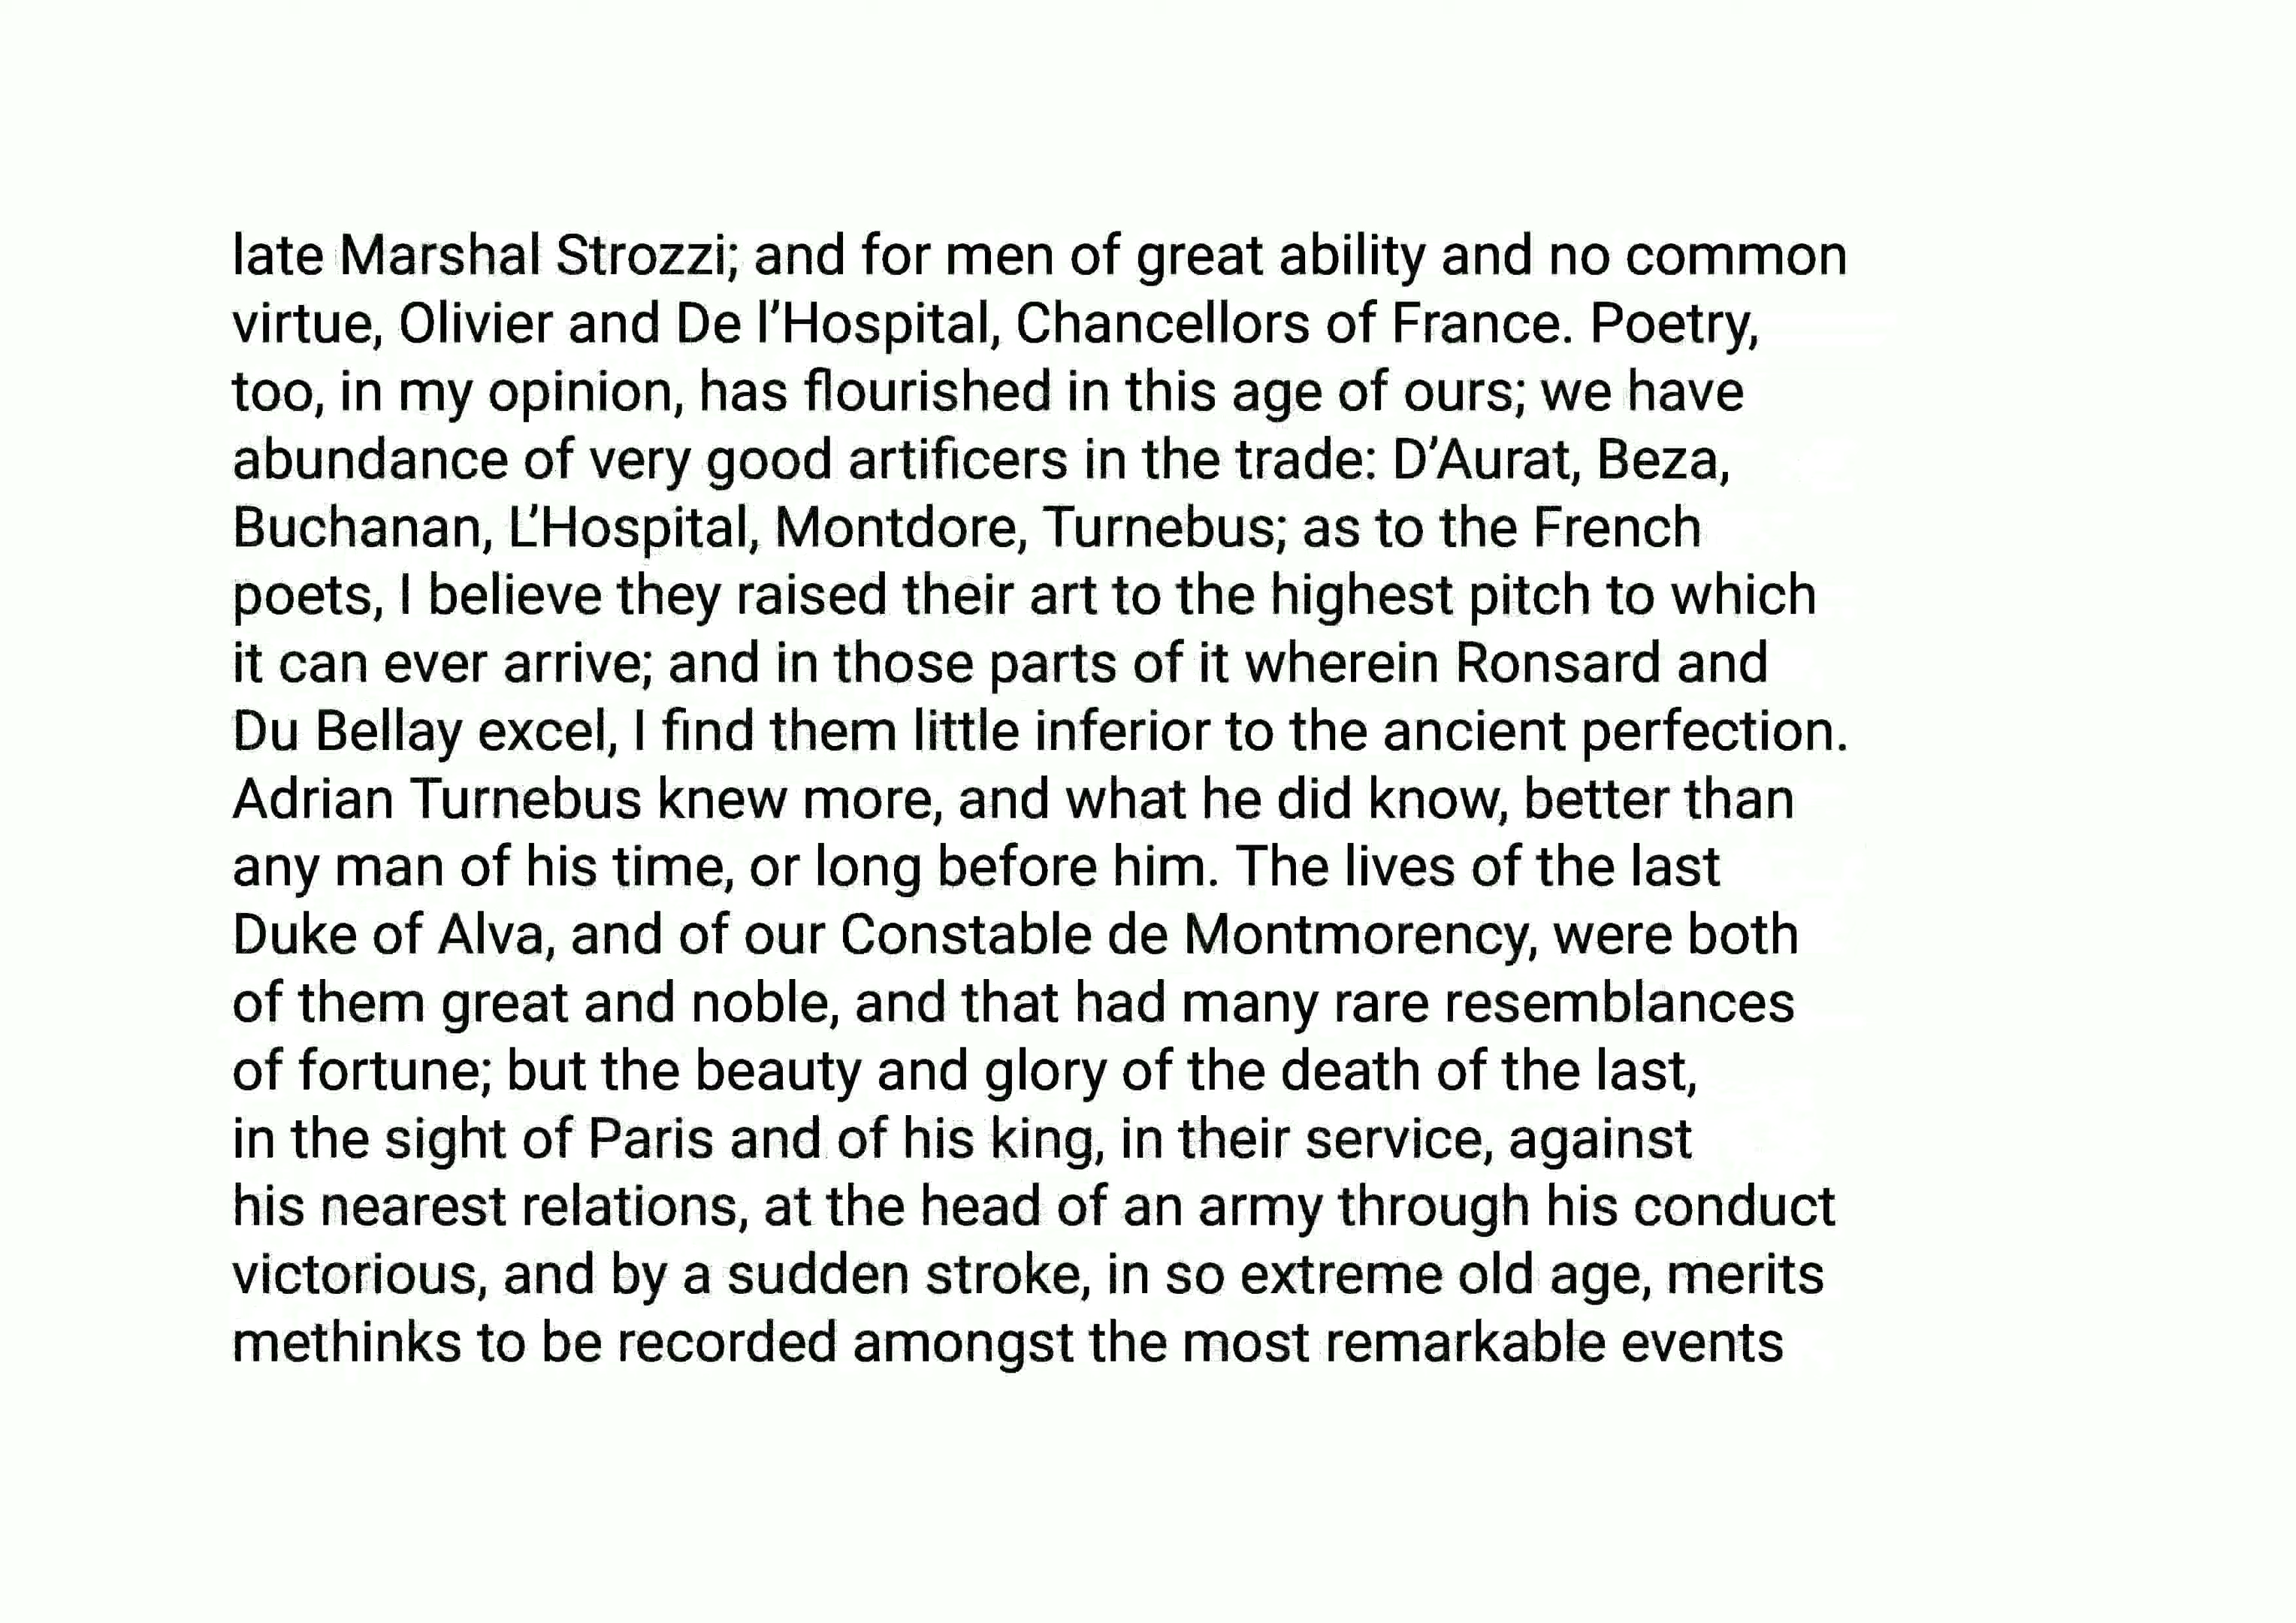 late Marshal Strozzi; and for men of great ability and no common
virtue, Olivier and De l’Hospital, Chancellors of France. Poetry,
too, in my opinion, has flourished in this age of ours; we have
abundance of very good artificers in the trade: D’Aurat, Beza,
Buchanan, L’Hospital, Montdore, Turnebus; as to the French
poets, I believe they raised their art to the highest pitch to which
it can ever arrive; and in those parts of it wherein Ronsard and
Du Bellay excel, I find them little inferior to the ancient perfection.
Adrian Turnebus knew more, and what he did know, better than
any man of his time, or long before him. The lives of the last
Duke of Alva, and of our Constable de Montmorency, were both
of them great and noble, and that had many rare resemblances
of fortune; but the beauty and glory of the death of the last,
in the sight of Paris and of his king, in their service, against
his nearest relations, at the head of an army through his conduct
victorious, and by a sudden stroke, in so extreme old age, merits
methinks to be recorded amongst the most remarkable events